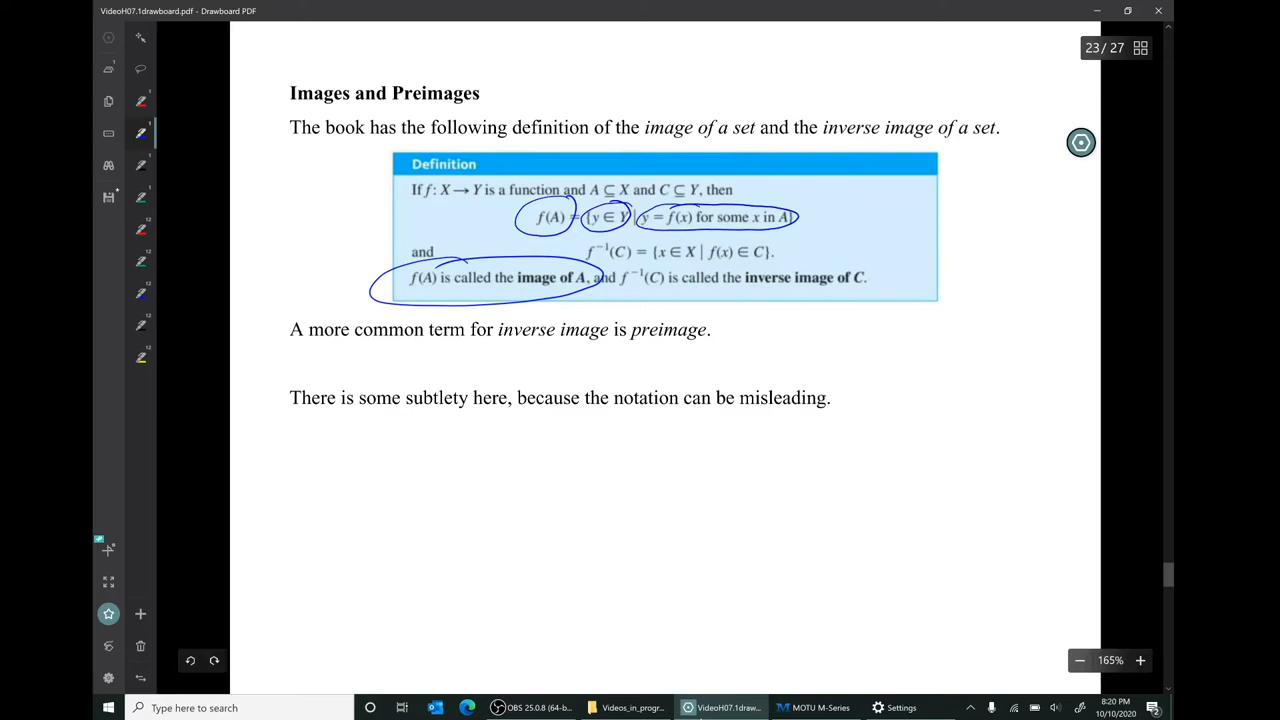 VideoH07.1drawboard.pdf - Drawboard PDF
23 / 27
Images and Preimages
The book has the following definition of the image of a set and the inverse image of a set.
Definition
If f: X → Y is a function and A ⊆ X and C ⊆ Y, then
f(A) = {y ∈ Y | y = f(x) for some x in A}
and f⁻¹(C) = {x ∈ X | f(x) ∈ C}.
f(A) is called the image of A, and f⁻¹(C) is called the inverse image of C.
A more common term for inverse image is preimage.
There is some subtlety here, because the notation can be misleading.
165%
Type here to search
OBS 25.0.8 (64-b...
Videos_in_progr...
VideoH07.1draw...
MOTU M-Series
Settings
8:20 PM
10/10/2020
2